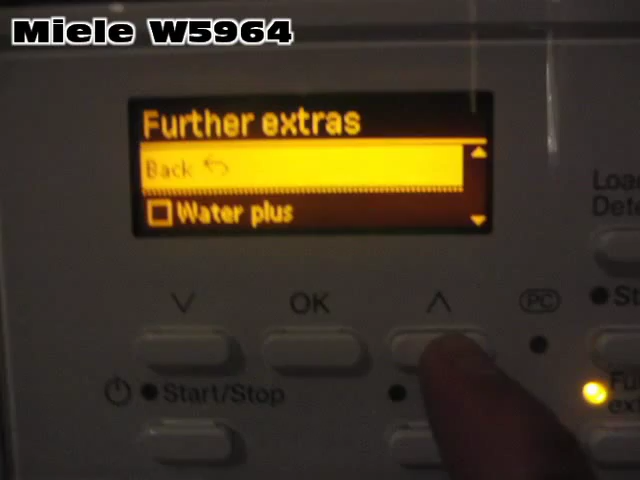 Miele W5964
Further extras
Back
Water plus
OK
PC
Start/Stop